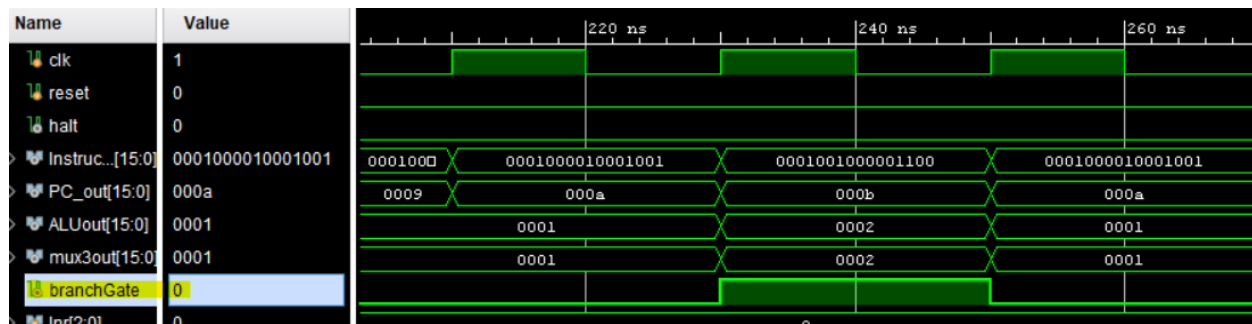 Name Value 220 ns 240 ns 260 ns
clk 1
reset 0
halt 0
Instruc...[15:0] 0001000010001001 0001000 0001000010001001 0001001000001100 0001000010001001
PC_out[15:0] 000a 0009 000a 000b 000a
ALUout[15:0] 0001 0001 0002 0001
mux3out[15:0] 0001 0001 0002 0001
branchGate 0